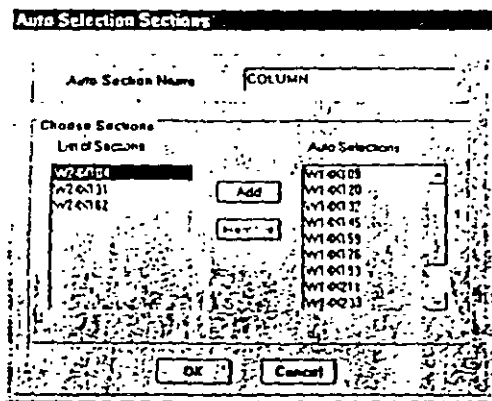 Auto Selection Sections
Auto Section Name
COLUMN
Choose Sections
List of Sections
Auto Selections
W24X104
W24X131
W24X162
Add
Remove
W14X109
W14X120
W14X132
W14X145
W14X159
W14X176
W14X193
W14X211
W14X233
OK
Cancel